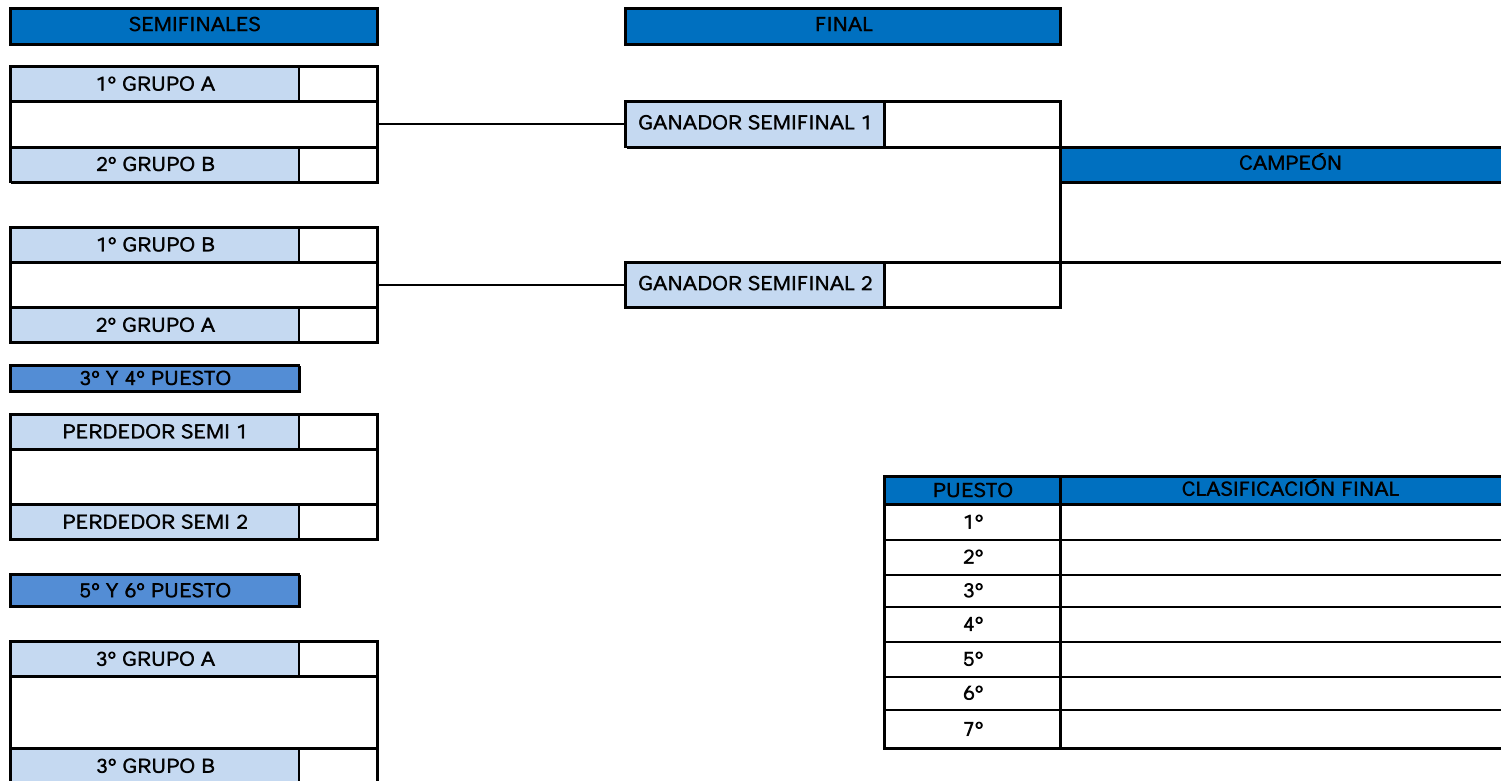 SEMIFINALES
FINAL
1º GRUPO A
GANADOR SEMIFINAL 1
2º GRUPO B
CAMPEÓN
1º GRUPO B
GANADOR SEMIFINAL 2
2º GRUPO A
3º Y 4º PUESTO
PERDEDOR SEMI 1
PERDEDOR SEMI 2
5º Y 6º PUESTO
3º GRUPO A
3º GRUPO B
PUESTO CLASIFICACIÓN FINAL
1º
2º
3º
4º
5º
6º
7º